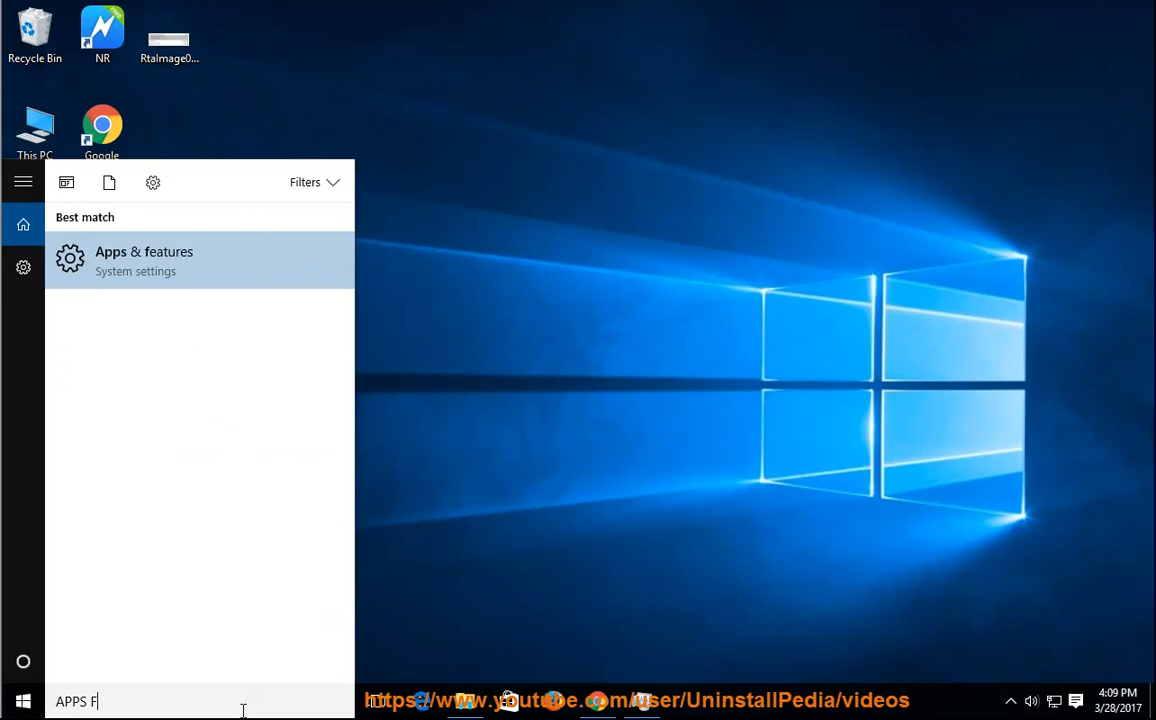 Recycle Bin
NR
RtaImage0...
This PC
Google
FREE
Filters
Best match
Apps & features
System settings
APPS F
https://www.youtube.com/user/UninstallPedia/videos
4:09 PM
3/28/2017